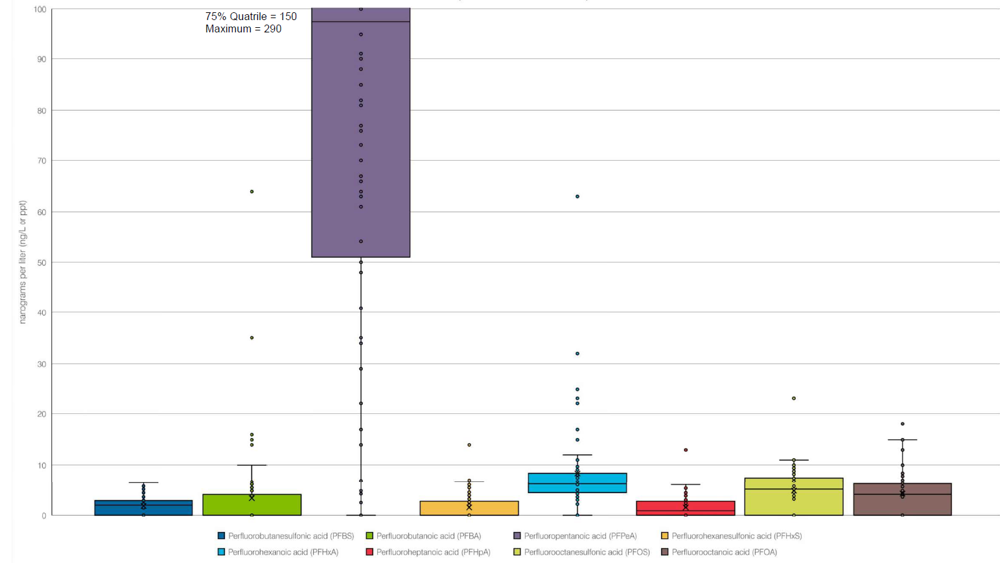 75% Quatrile = 150
Maximum = 290
100
90
80
70
60
50
40
30
20
10
0
nanograms per liter (ng/L or ppt)
Perfluorobutanesulfonic acid (PFBS) Perfluorobutanoic acid (PFBA) Perfluoropentanoic acid (PFPeA) Perfluorohexanesulfonic acid (PFHxS)
Perfluorohexanoic acid (PFHxA) Perfluoroheptanoic acid (PFHpA) Perfluorooctanesulfonic acid (PFOS) Perfluorooctanoic acid (PFOA)